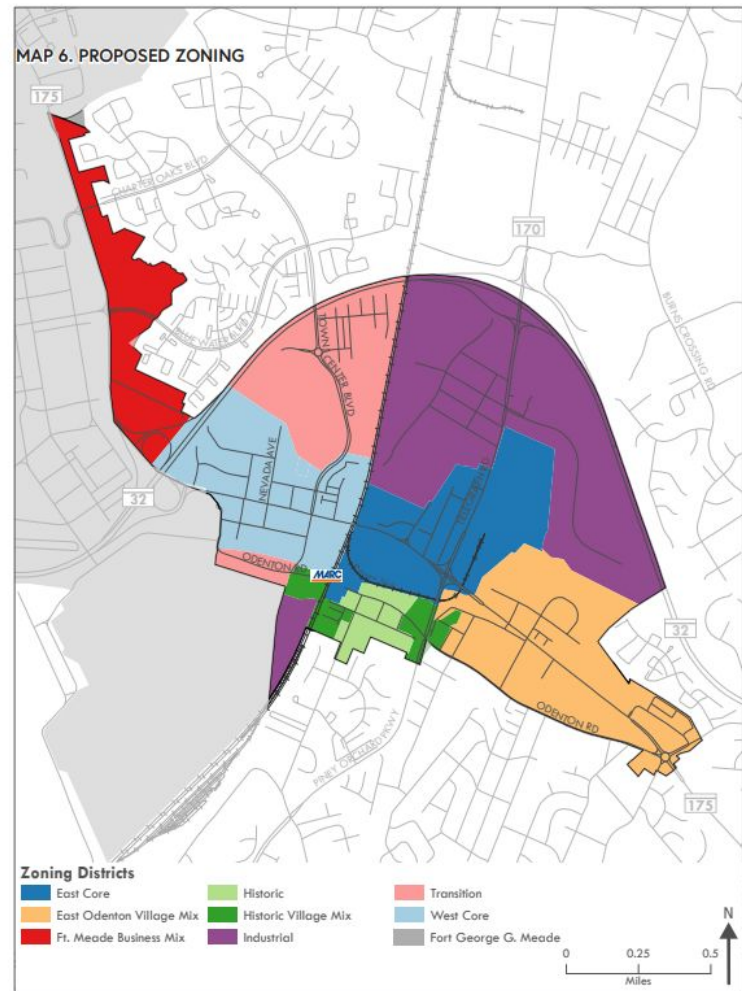 MAP 6. PROPOSED ZONING
175
CHARTER OAKS BLVD
170
BURNS CROSSING RD
TOWN CENTER BLVD
NEVADA AVE
TELEGRAPH RD
32
ODENTON RD
MARC
32
ODENTON RD
PINEY ORCHARD PKWY
175
Zoning Districts
East Core
East Odenton Village Mix
Ft. Meade Business Mix
Historic
Historic Village Mix
Industrial
Transition
West Core
Fort George G. Meade
N
0 0.25 0.5
Miles